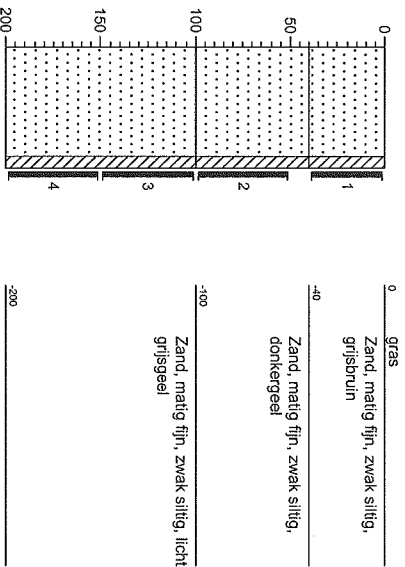 0
50
100
150
200
1
2
3
4
0
gras
Zand, matig fijn, zwak siltig,
grijsbruin
-40
Zand, matig fijn, zwak siltig,
donkergeel
-100
Zand, matig fijn, zwak siltig, licht
grijsgeel
-200